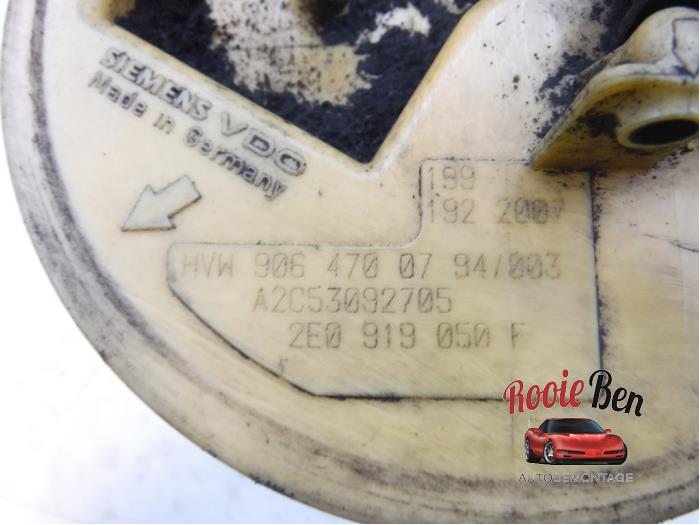 SIEMENS VDO
Made in Germany
199
192 2007
HVW 906 470 07 94/003
A2C53092705
2E0 919 050 F
Rooie Ben
AUTODEMONTAGE